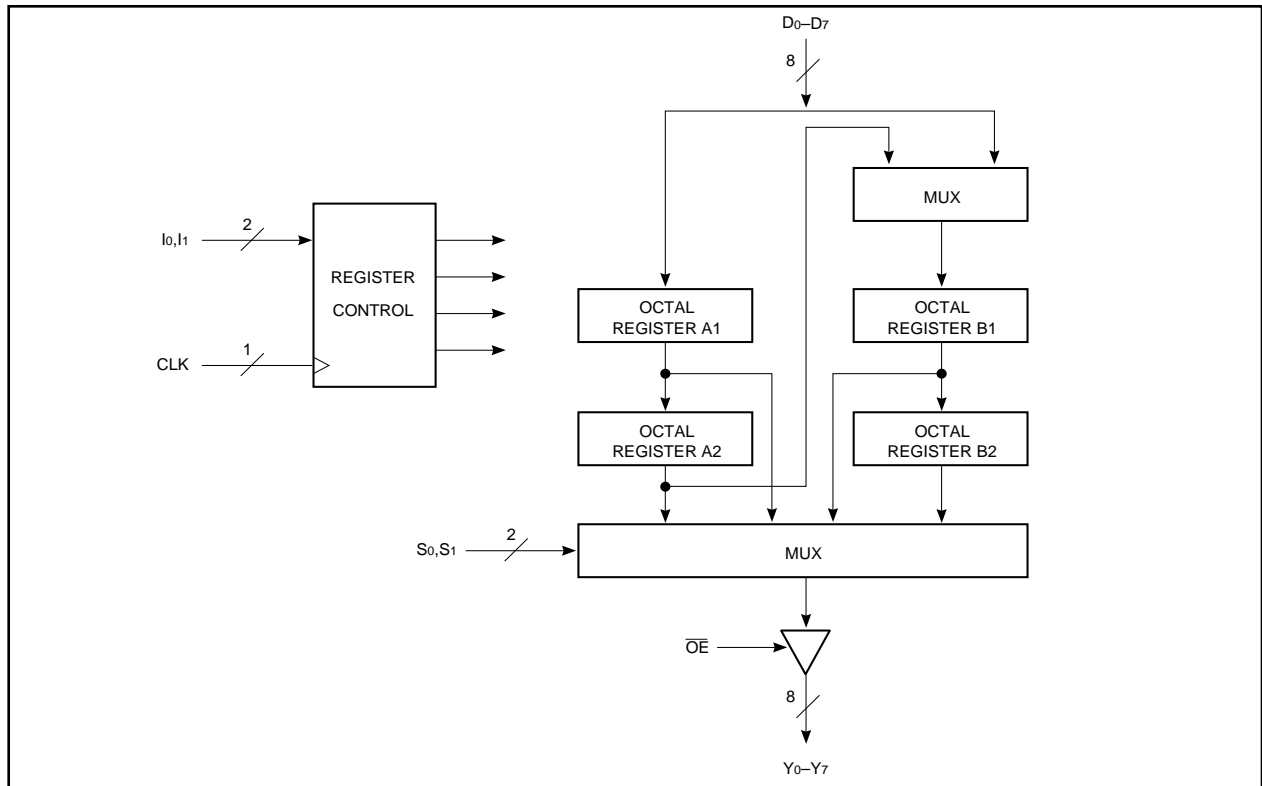 D0–D7
8
MUX
I0,I1
2
REGISTER
CONTROL
CLK
1
OCTAL
REGISTER A1
OCTAL
REGISTER B1
OCTAL
REGISTER A2
OCTAL
REGISTER B2
S0,S1
2
MUX
O̅E̅
8
Y0–Y7